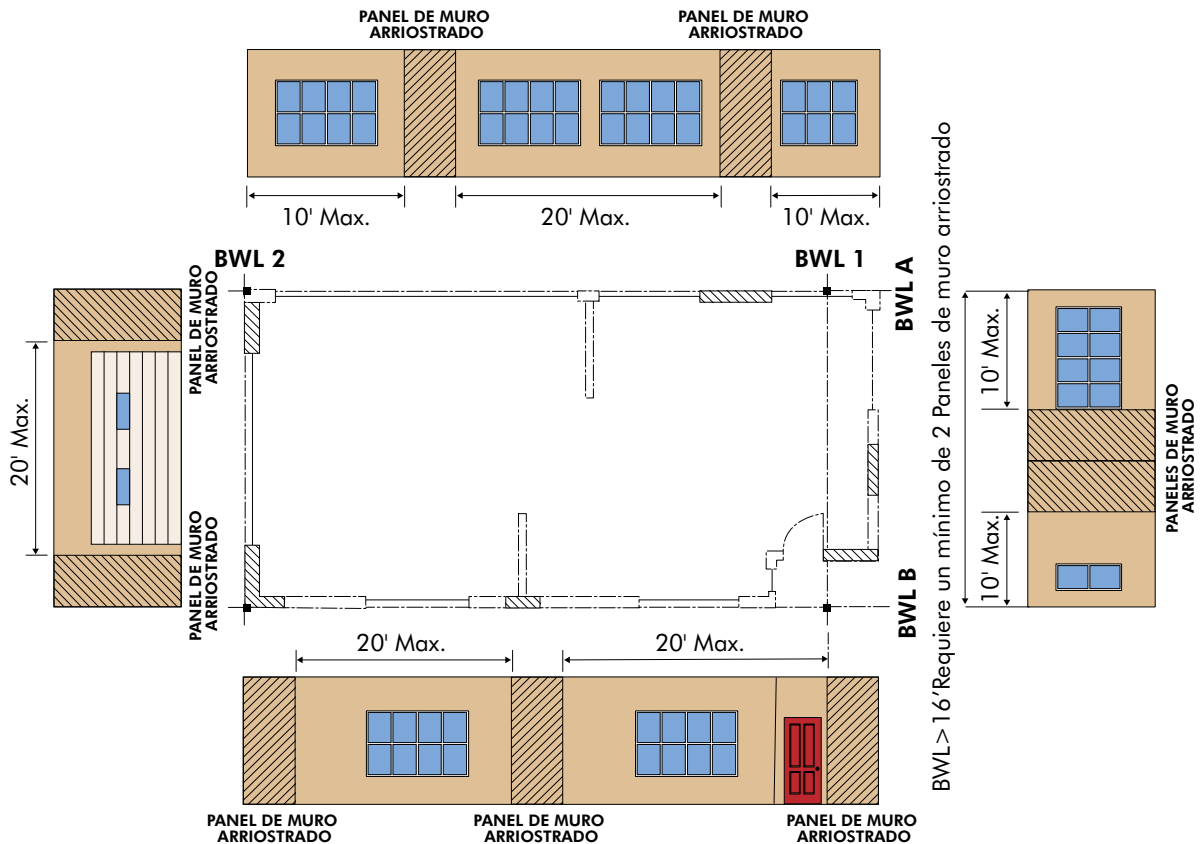 PANEL DE MURO
ARRIOSTRADO
PANEL DE MURO
ARRIOSTRADO
10' Max.
20' Max.
10' Max.
BWL 2
BWL 1
BWL A
BWL B
PANEL DE MURO
ARRIOSTRADO
20' Max.
PANEL DE MURO
ARRIOSTRADO
BWL>16'Requiere un mínimo de 2 Paneles de muro arriostrado
10' Max.
10' Max.
PANELES DE MURO
ARRIOSTRADO
20' Max.
20' Max.
PANEL DE MURO
ARRIOSTRADO
PANEL DE MURO
ARRIOSTRADO
PANEL DE MURO
ARRIOSTRADO